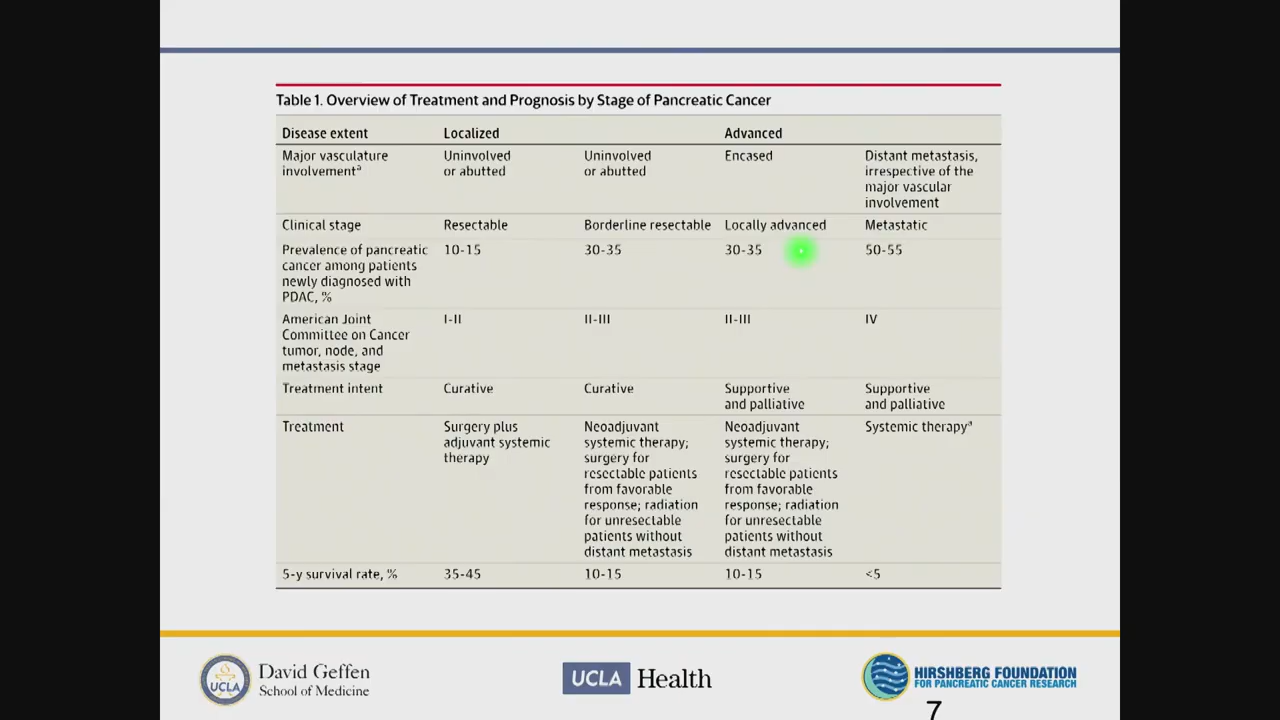 Table 1. Overview of Treatment and Prognosis by Stage of Pancreatic Cancer
Disease extent Localized Advanced
Major vasculature involvementª Uninvolved or abutted Uninvolved or abutted Encased Distant metastasis, irrespective of the major vascular involvement
Clinical stage Resectable Borderline resectable Locally advanced Metastatic
Prevalence of pancreatic cancer among patients newly diagnosed with PDAC, % 10-15 30-35 30-35 50-55
American Joint Committee on Cancer tumor, node, and metastasis stage I-II II-III II-III IV
Treatment intent Curative Curative Supportive and palliative Supportive and palliative
Treatment Surgery plus adjuvant systemic therapy Neoadjuvant systemic therapy; surgery for resectable patients from favorable response; radiation for unresectable patients without distant metastasis Neoadjuvant systemic therapy; surgery for resectable patients from favorable response; radiation for unresectable patients without distant metastasis Systemic therapyª
5-y survival rate, % 35-45 10-15 10-15 <5
UCLA
David Geffen
School of Medicine
UCLA Health
HIRSHBERG FOUNDATION
FOR PANCREATIC CANCER RESEARCH
7